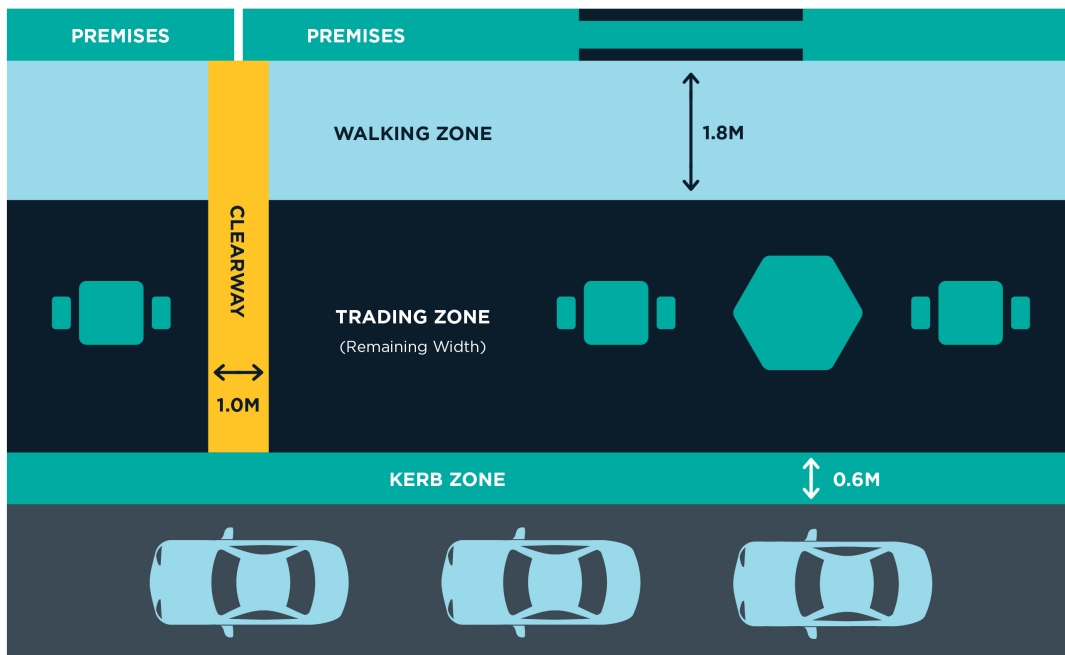 PREMISES
PREMISES
WALKING ZONE
1.8M
CLEARWAY
TRADING ZONE
(Remaining Width)
1.0M
KERB ZONE
0.6M